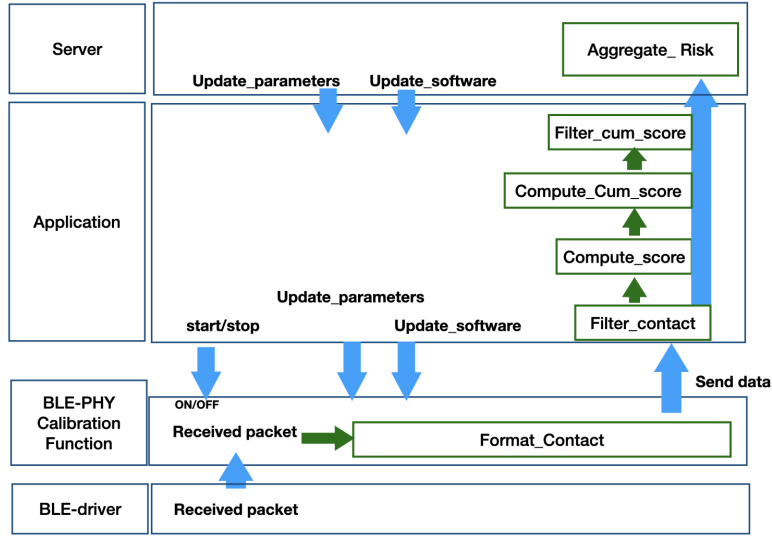 Server
Aggregate_ Risk
Update_parameters
Update_software
Application
Filter_cum_score
Compute_Cum_score
Compute_score
Filter_contact
Update_parameters
start/stop
Update_software
Send data
BLE-PHY
Calibration
Function
ON/OFF
Received packet
Format_Contact
BLE-driver
Received packet